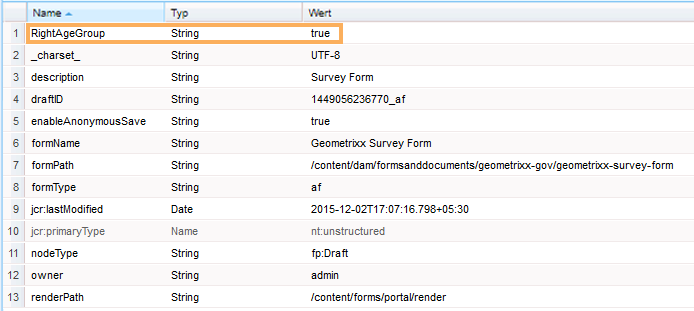 Name Typ Wert
1 RightAgeGroup String true
2 _charset_ String UTF-8
3 description String Survey Form
4 draftID String 1449056236770_af
5 enableAnonymousSave String true
6 formName String Geometrixx Survey Form
7 formPath String /content/dam/formsanddocuments/geometrixx-gov/geometrixx-survey-form
8 formType String af
9 jcr:lastModified Date 2015-12-02T17:07:16.798+05:30
10 jcr:primaryType Name nt:unstructured
11 nodeType String fp:Draft
12 owner String admin
13 renderPath String /content/forms/portal/render